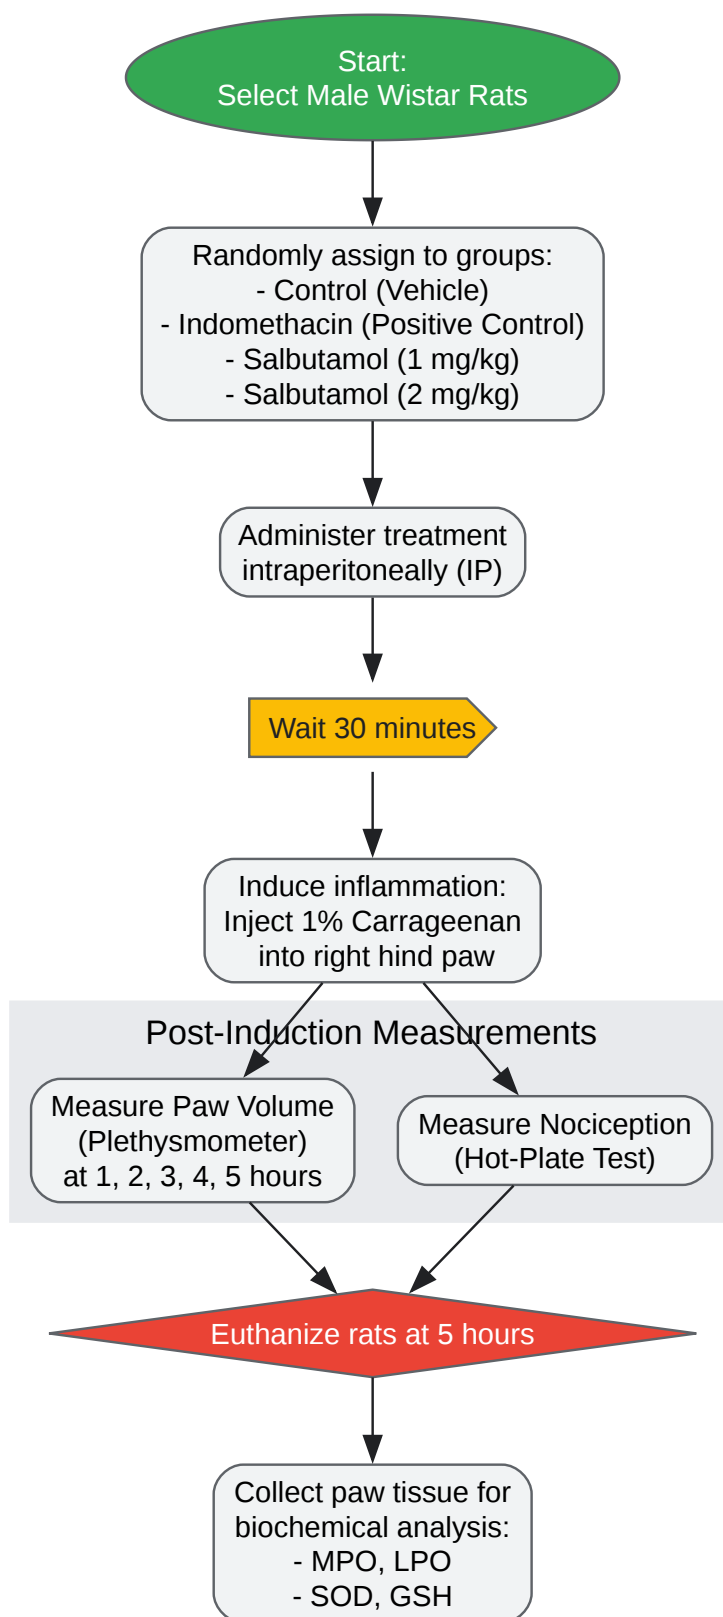 Start:
Select Male Wistar Rats
Randomly assign to groups:
- Control (Vehicle)
- Indomethacin (Positive Control)
- Salbutamol (1 mg/kg)
- Salbutamol (2 mg/kg)
Administer treatment
intraperitoneally (IP)
Wait 30 minutes
Induce inflammation:
Inject 1% Carrageenan
into right hind paw
Post-Induction Measurements
Measure Paw Volume
(Plethysmometer)
at 1, 2, 3, 4, 5 hours
Measure Nociception
(Hot-Plate Test)
Euthanize rats at 5 hours
Collect paw tissue for
biochemical analysis:
- MPO, LPO
- SOD, GSH